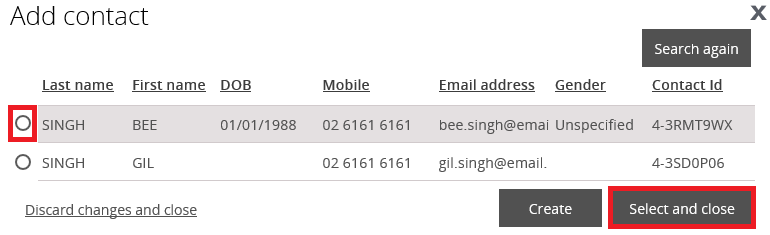 Add contact
X
Search again
Last name First name DOB Mobile Email address Gender Contact Id
SINGH BEE 01/01/1988 02 6161 6161 bee.singh@emai Unspecified 4-3RMT9WX
SINGH GIL 02 6161 6161 gil.singh@email. 4-3SD0P06
Discard changes and close Create Select and close